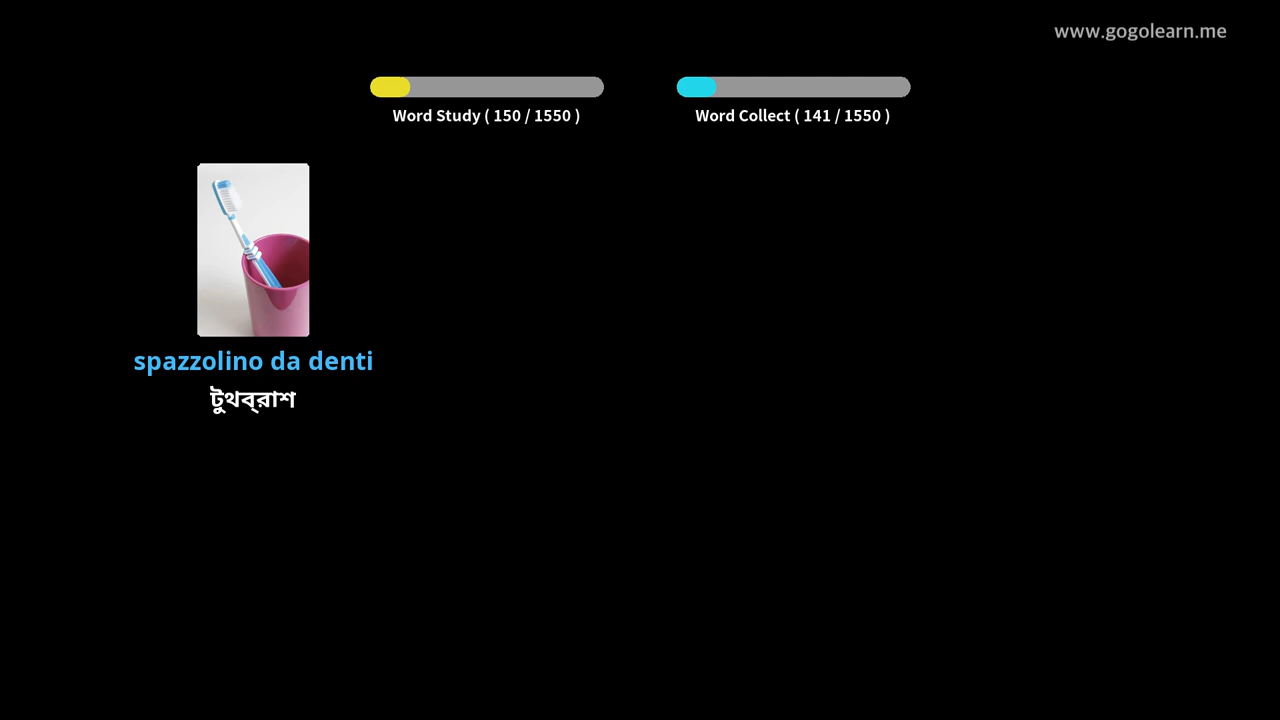 www.gogolearn.me
Word Study ( 150 / 1550 )
Word Collect ( 141 / 1550 )
spazzolino da denti
টুথব্রাশ